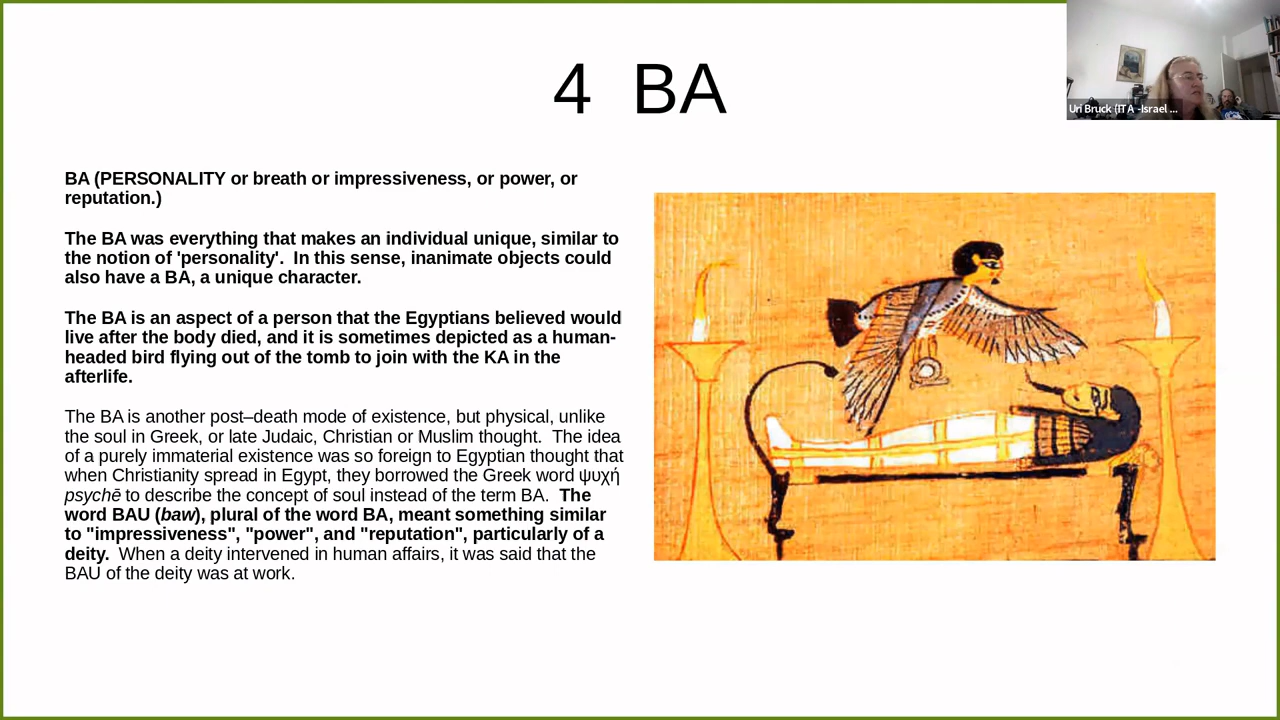 4 BA
Uri Bruck (ITA -Israel ...
BA (PERSONALITY or breath or impressiveness, or power, or
reputation.)
The BA was everything that makes an individual unique, similar to
the notion of 'personality'. In this sense, inanimate objects could
also have a BA, a unique character.
The BA is an aspect of a person that the Egyptians believed would
live after the body died, and it is sometimes depicted as a human-
headed bird flying out of the tomb to join with the KA in the
afterlife.
The BA is another post–death mode of existence, but physical, unlike
the soul in Greek, or late Judaic, Christian or Muslim thought. The idea
of a purely immaterial existence was so foreign to Egyptian thought that
when Christianity spread in Egypt, they borrowed the Greek word ψυχή
psychē to describe the concept of soul instead of the term BA. The
word BAU (baw), plural of the word BA, meant something similar
to "impressiveness", "power", and "reputation", particularly of a
deity. When a deity intervened in human affairs, it was said that the
BAU of the deity was at work.